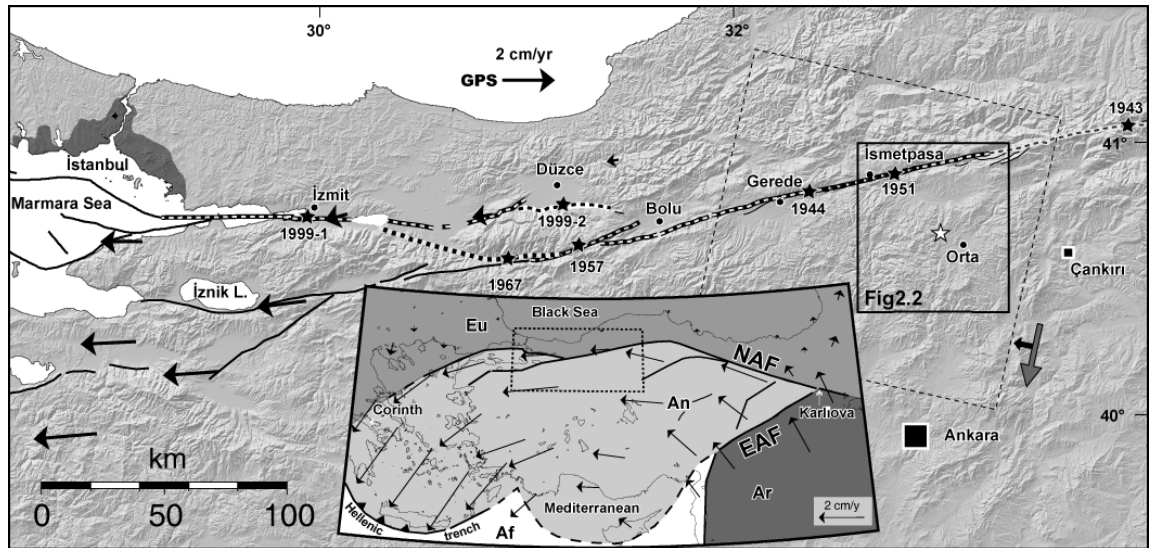 30°
32°
2 cm/yr
GPS
1943
41°
İstanbul
İsmetpasa
Düzce
İzmit
Gerede
1951
Marmara Sea
1944
Bolu
1999-1
1999-2
Orta
1957
Çankırı
1967
İznik L.
Fig2.2
Black Sea
Eu
NAF
Corinth
An
Karlıova
40°
EAF
Ankara
km
Ar
2 cm/y
Mediterranean
Hellenic
trench
Af
0
50
100